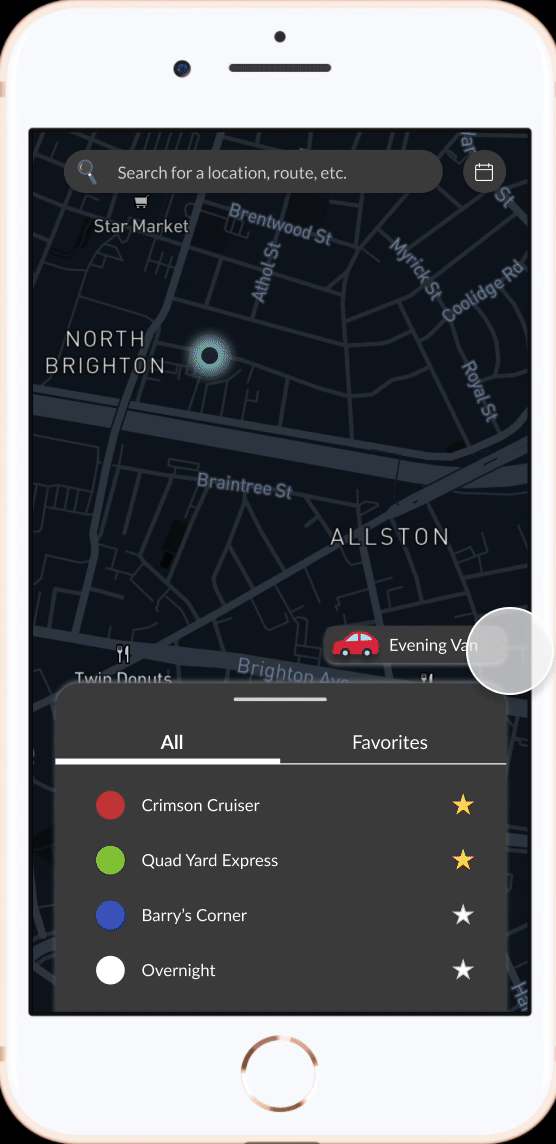 Search for a location, route, etc.
St
Star Market
Brentwood St
Athol St
Myrick St
Coolidge Rd
NORTH
BRIGHTON
Royal St
Braintree St
ALLSTON
Evening Van
Twin Donuts
Brighton Ave
All
Favorites
Crimson Cruiser
Quad Yard Express
Barry's Corner
Overnight